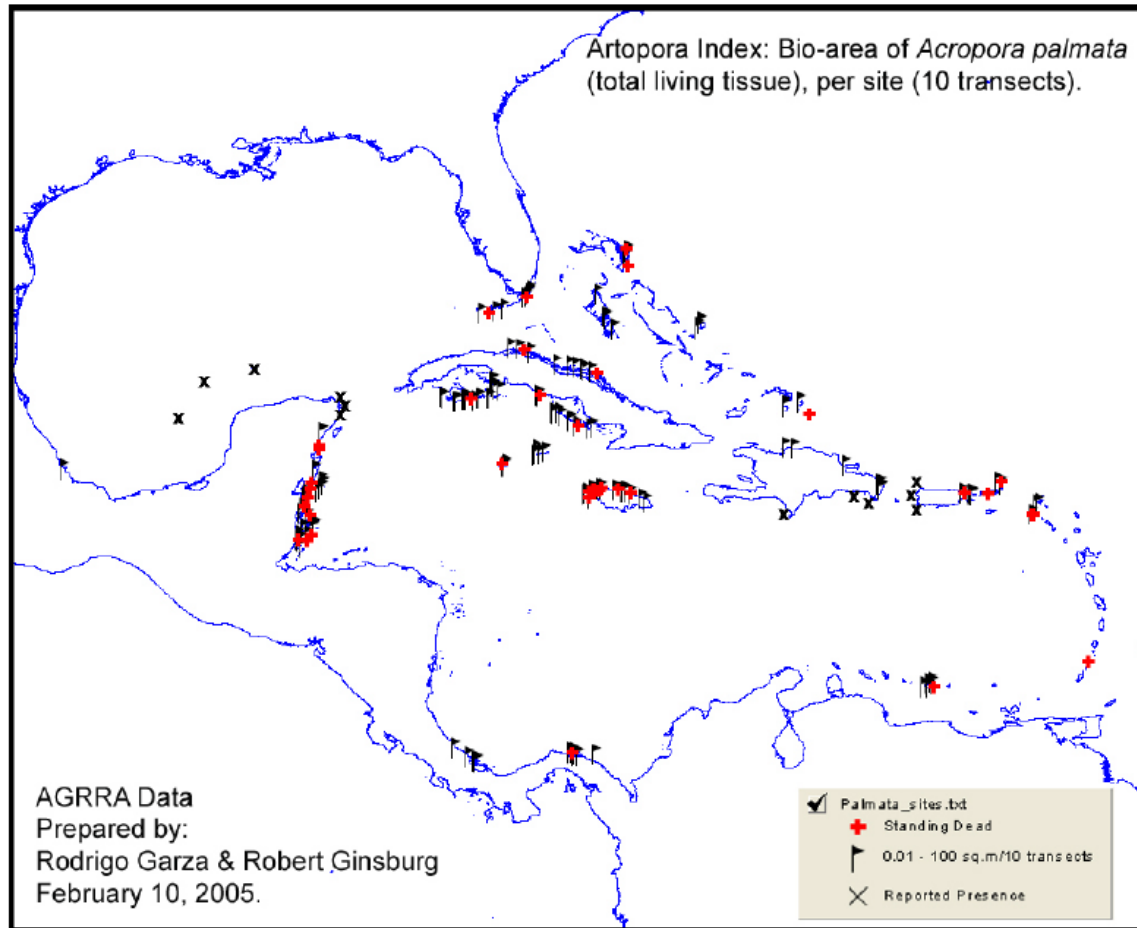 Artopora Index: Bio-area of Acropora palmata
(total living tissue), per site (10 transects).
AGRRA Data
Prepared by:
Rodrigo Garza & Robert Ginsburg
February 10, 2005.
Palmata_sites.txt
Standing Dead
0.01 - 100 sq.m/10 transects
Reported Presence